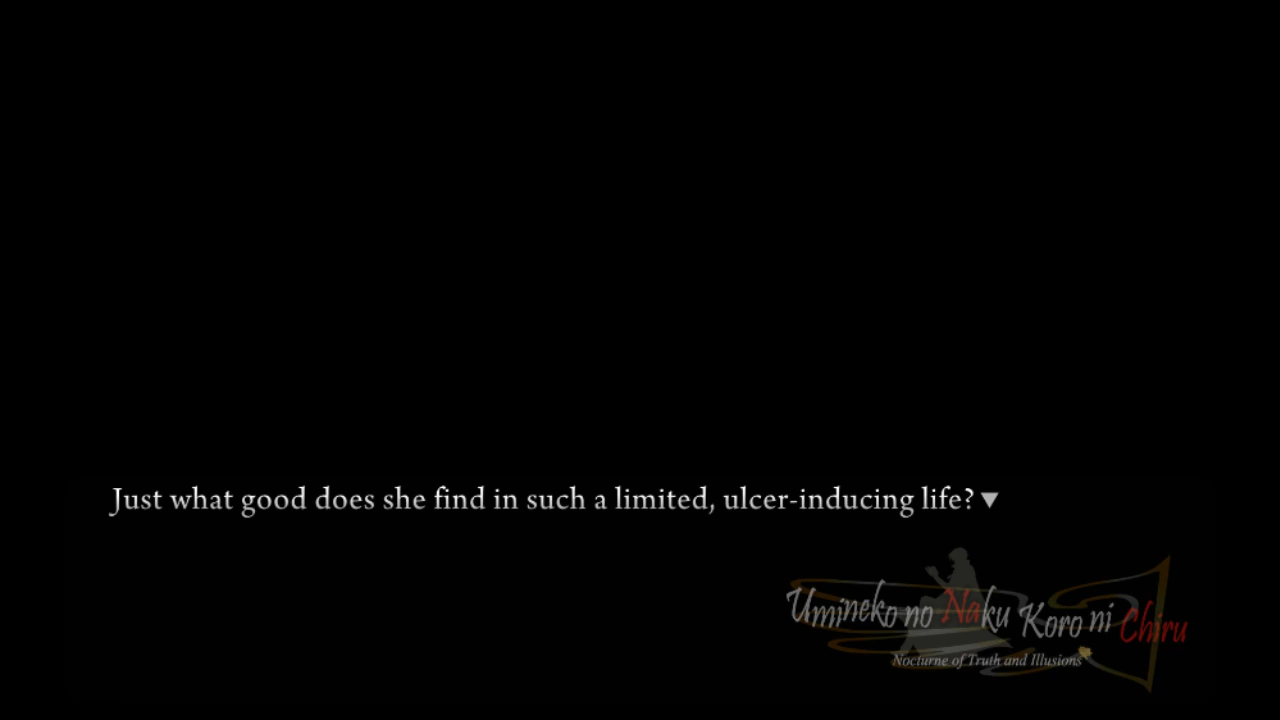 Just what good does she find in such a limited, ulcer-inducing life?
Umineko no Naku Koro ni Chiru
Nocturne of Truth and Illusions